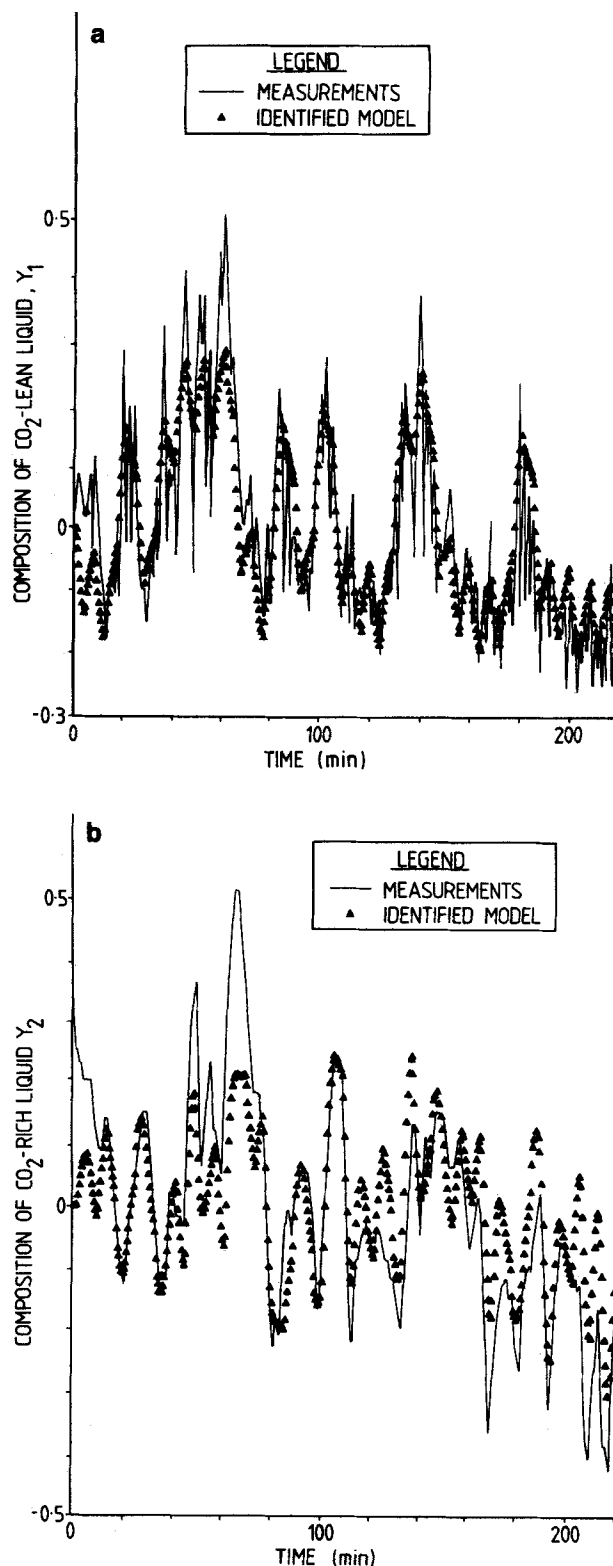 a
LEGEND
MEASUREMENTS
IDENTIFIED MODEL
0·5
0
-0·3
COMPOSITION OF CO2-LEAN LIQUID, Y1
0
100
200
TIME (min)
b
LEGEND
MEASUREMENTS
IDENTIFIED MODEL
0·5
0
-0·5
COMPOSITION OF CO2-RICH LIQUID Y2
0
100
200
TIME (min)